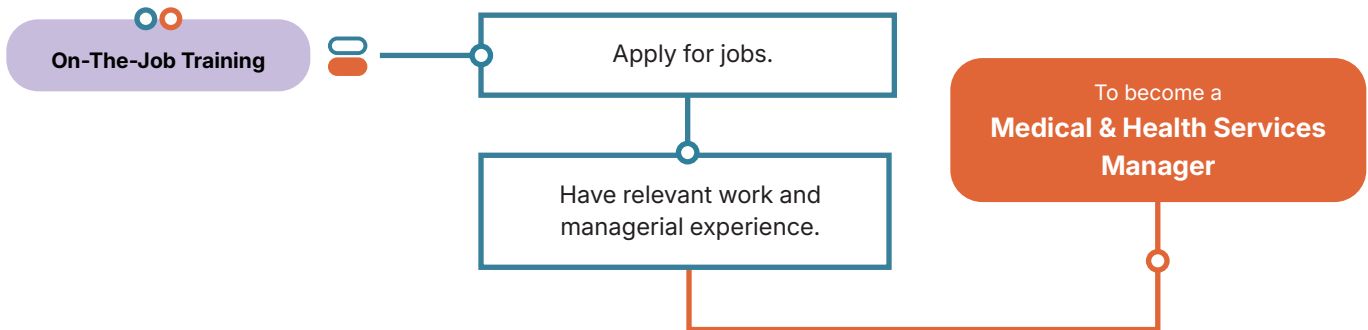 On-The-Job Training
Apply for jobs.
Have relevant work and
managerial experience.
To become a
Medical & Health Services
Manager